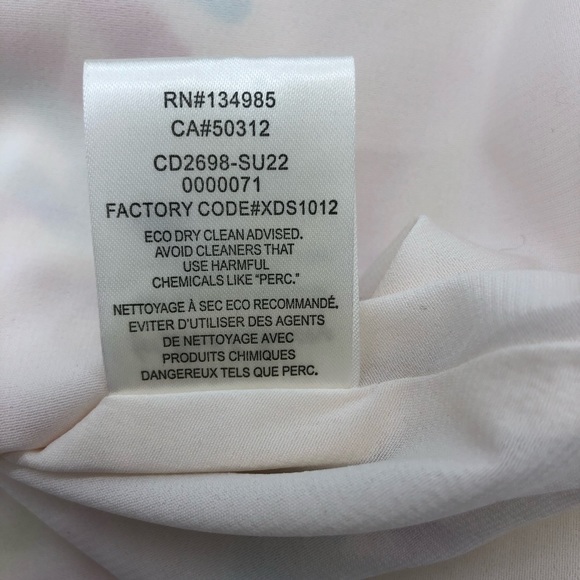 RN#134985
CA#50312
CD2698-SU22
0000071
FACTORY CODE#XDS1012
ECO DRY CLEAN ADVISED.
AVOID CLEANERS THAT
USE HARMFUL
CHEMICALS LIKE "PERC."
NETTOYAGE À SEC ECO RECOMMANDÉ.
EVITER D'UTILISER DES AGENTS
DE NETTOYAGE AVEC
PRODUITS CHIMIQUES
DANGEREUX TELS QUE PERC.